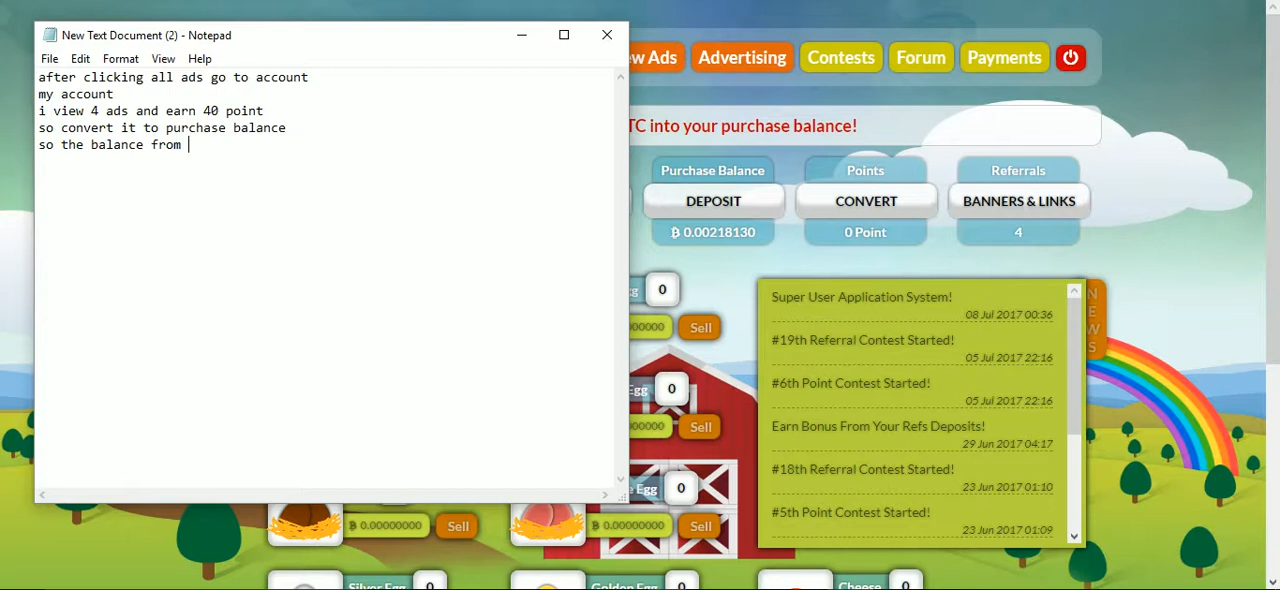 New Text Document (2) - Notepad
File Edit Format View Help
after clicking all ads go to account
my account
i view 4 ads and earn 40 point
so convert it to purchase balance
so the balance from
Ads Advertising Contests Forum Payments
TC into your purchase balance!
Purchase Balance Points Referrals
DEPOSIT CONVERT BANNERS & LINKS
₿ 0.00218130 0 Point 4
0
Sell
Egg 0
Sell
Egg 0
₿ 0.00000000 Sell ₿ 0.00000000 Sell
Silver Egg 0 Golden Egg 0 Cheese 0
Super User Application System!
08 Jul 2017 00:36
#19th Referral Contest Started!
05 Jul 2017 22:16
#6th Point Contest Started!
05 Jul 2017 22:16
Earn Bonus From Your Refs Deposits!
29 Jun 2017 04:17
#18th Referral Contest Started!
23 Jun 2017 01:10
#5th Point Contest Started!
23 Jun 2017 01:09
NEWS